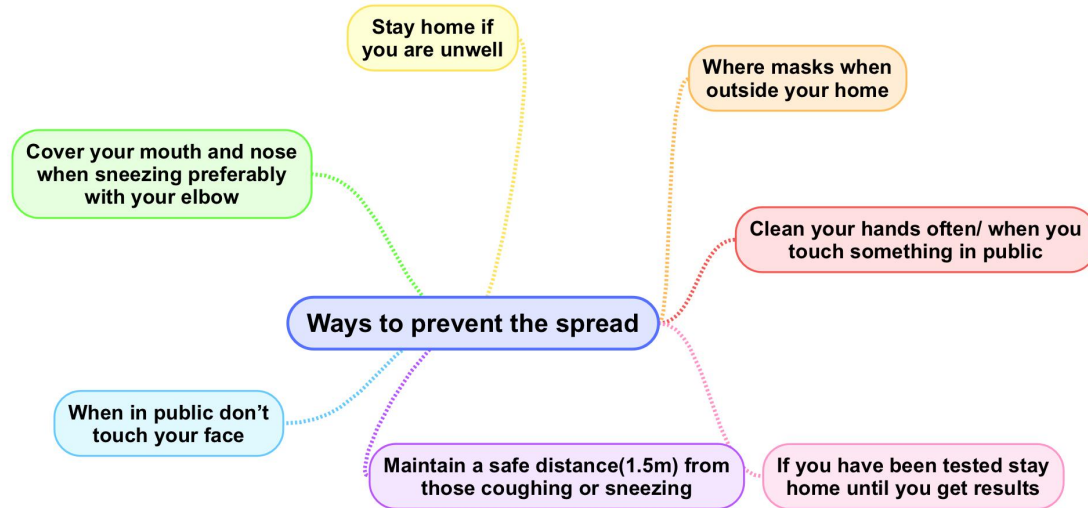 Stay home if
you are unwell
Where masks when
outside your home
Cover your mouth and nose
when sneezing preferably
with your elbow
Clean your hands often/ when you
touch something in public
Ways to prevent the spread
When in public don’t
touch your face
Maintain a safe distance(1.5m) from
those coughing or sneezing
If you have been tested stay
home until you get results